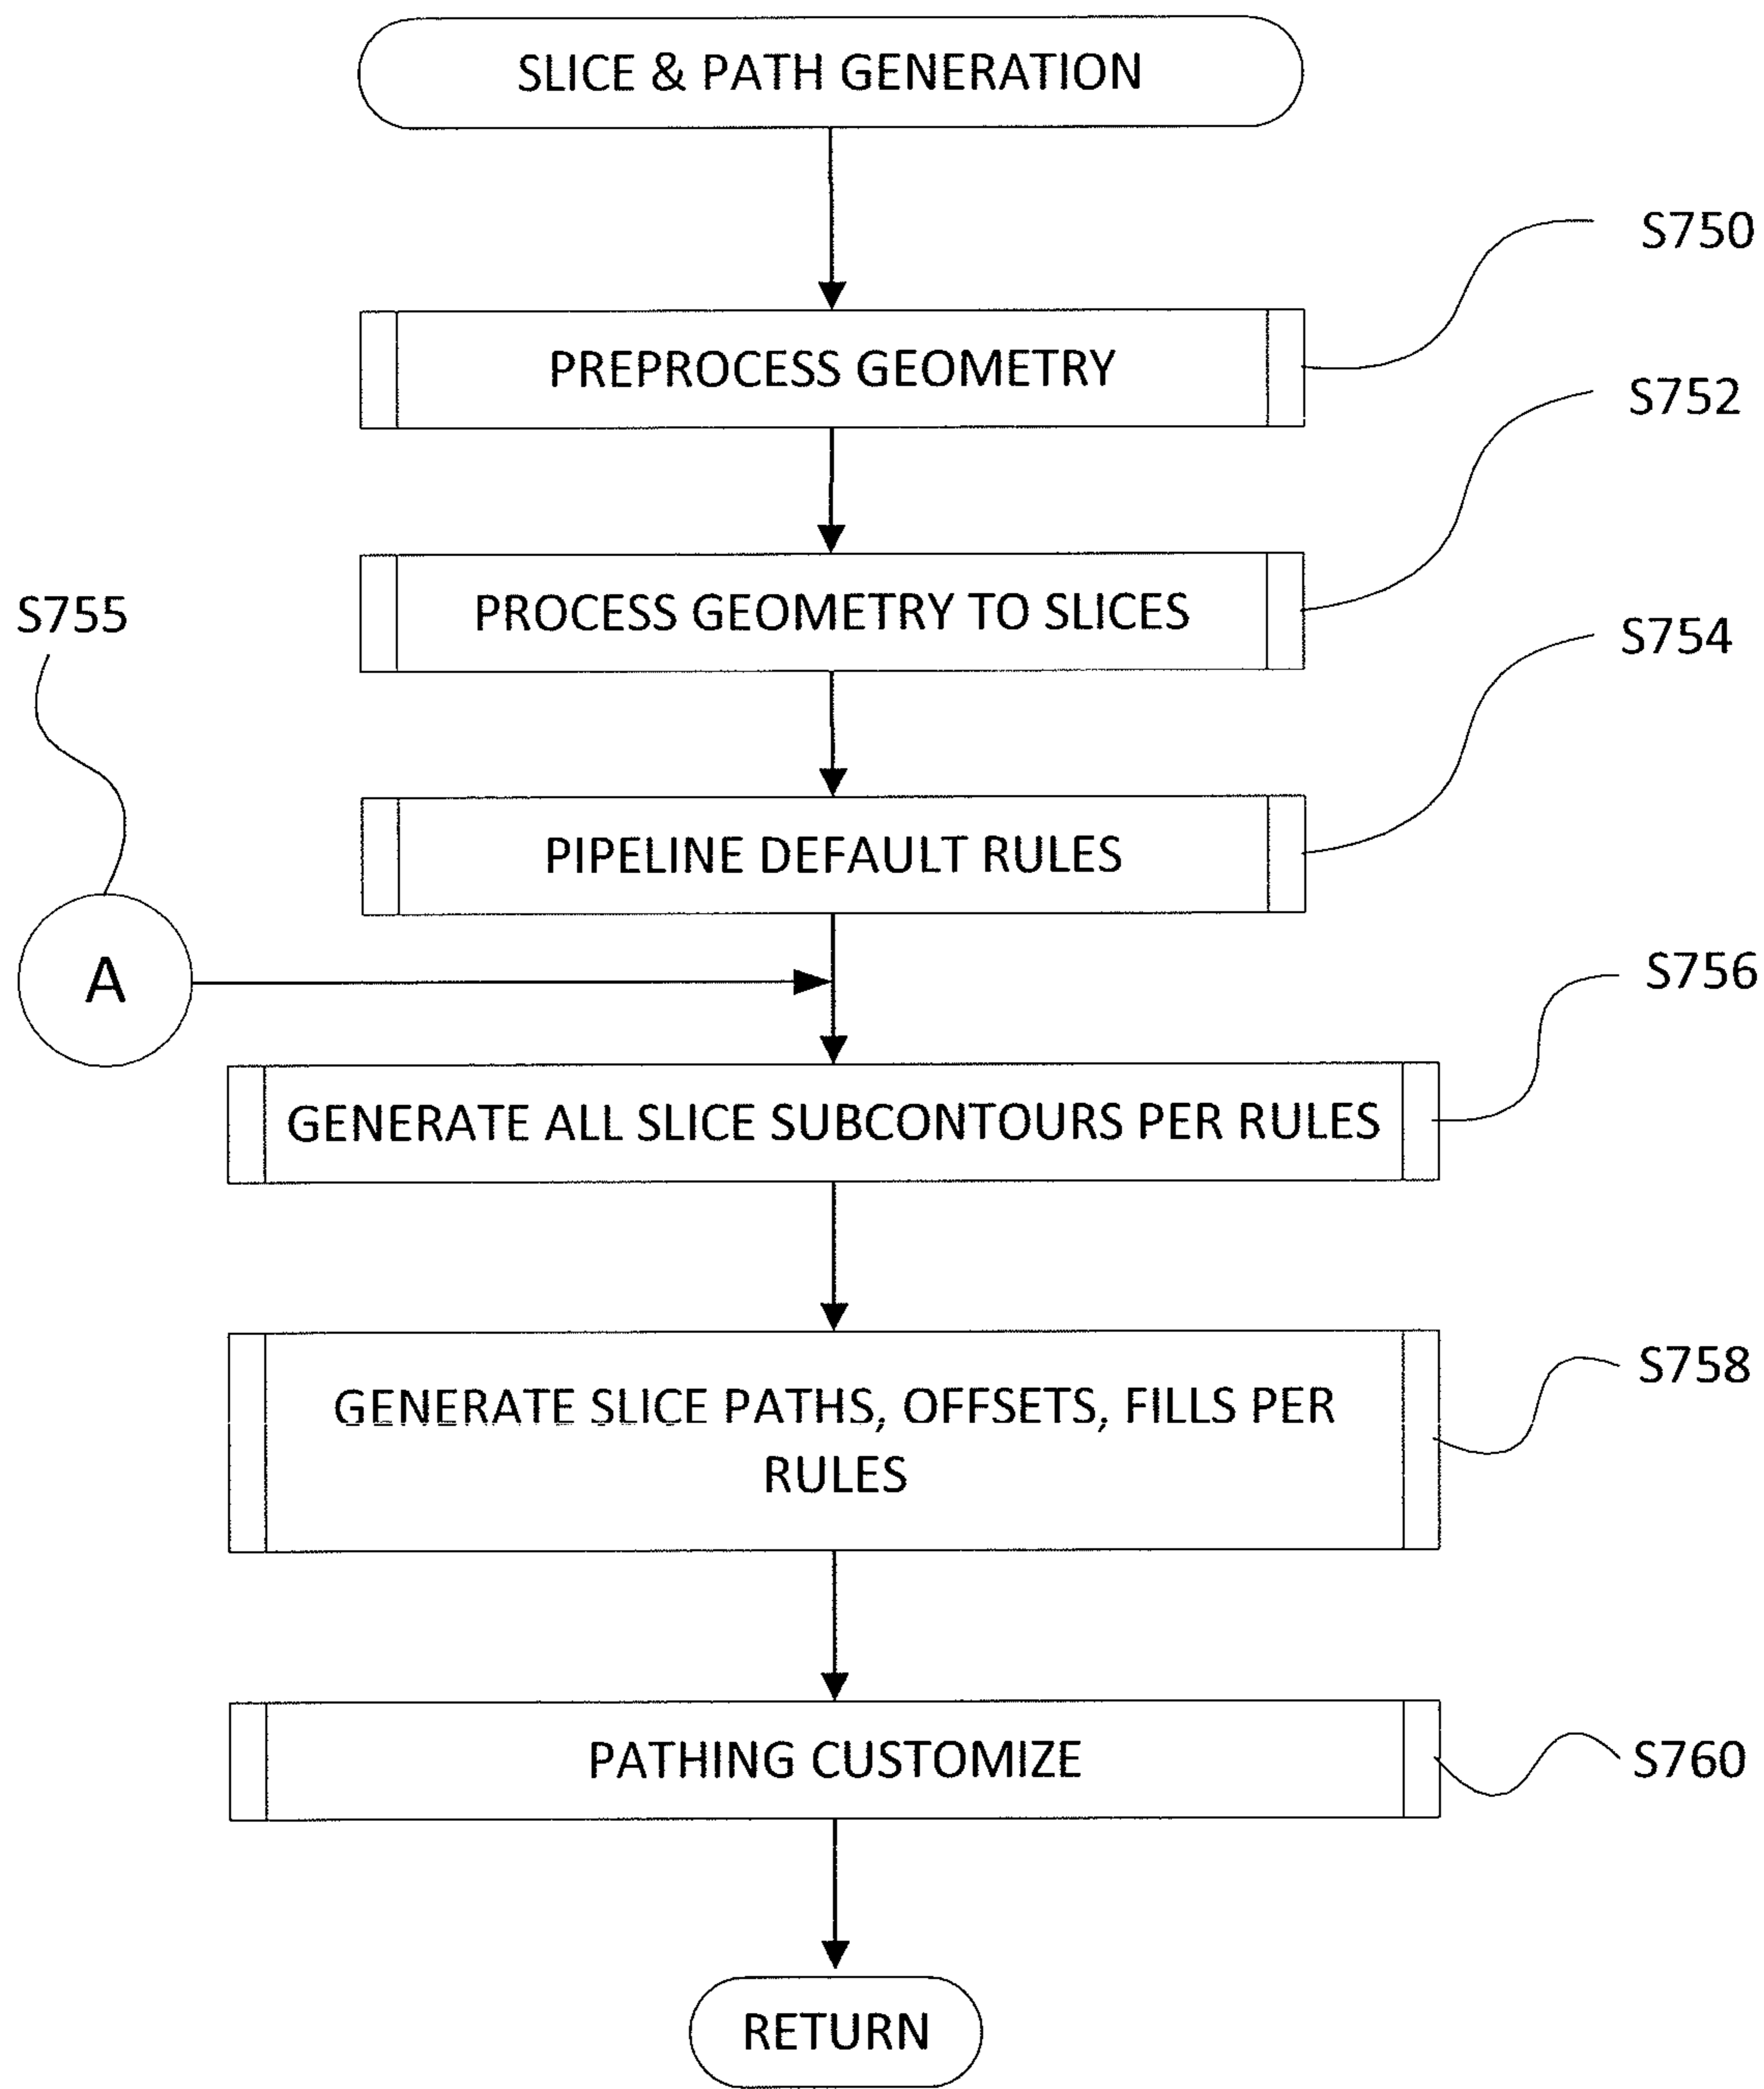 SLICE & PATH GENERATION
S750
PREPROCESS GEOMETRY
S752
PROCESS GEOMETRY TO SLICES
S755
S754
PIPELINE DEFAULT RULES
A
S756
GENERATE ALL SLICE SUBCONTOURS PER RULES
S758
GENERATE SLICE PATHS, OFFSETS, FILLS PER
RULES
PATHING CUSTOMIZE
S760
RETURN